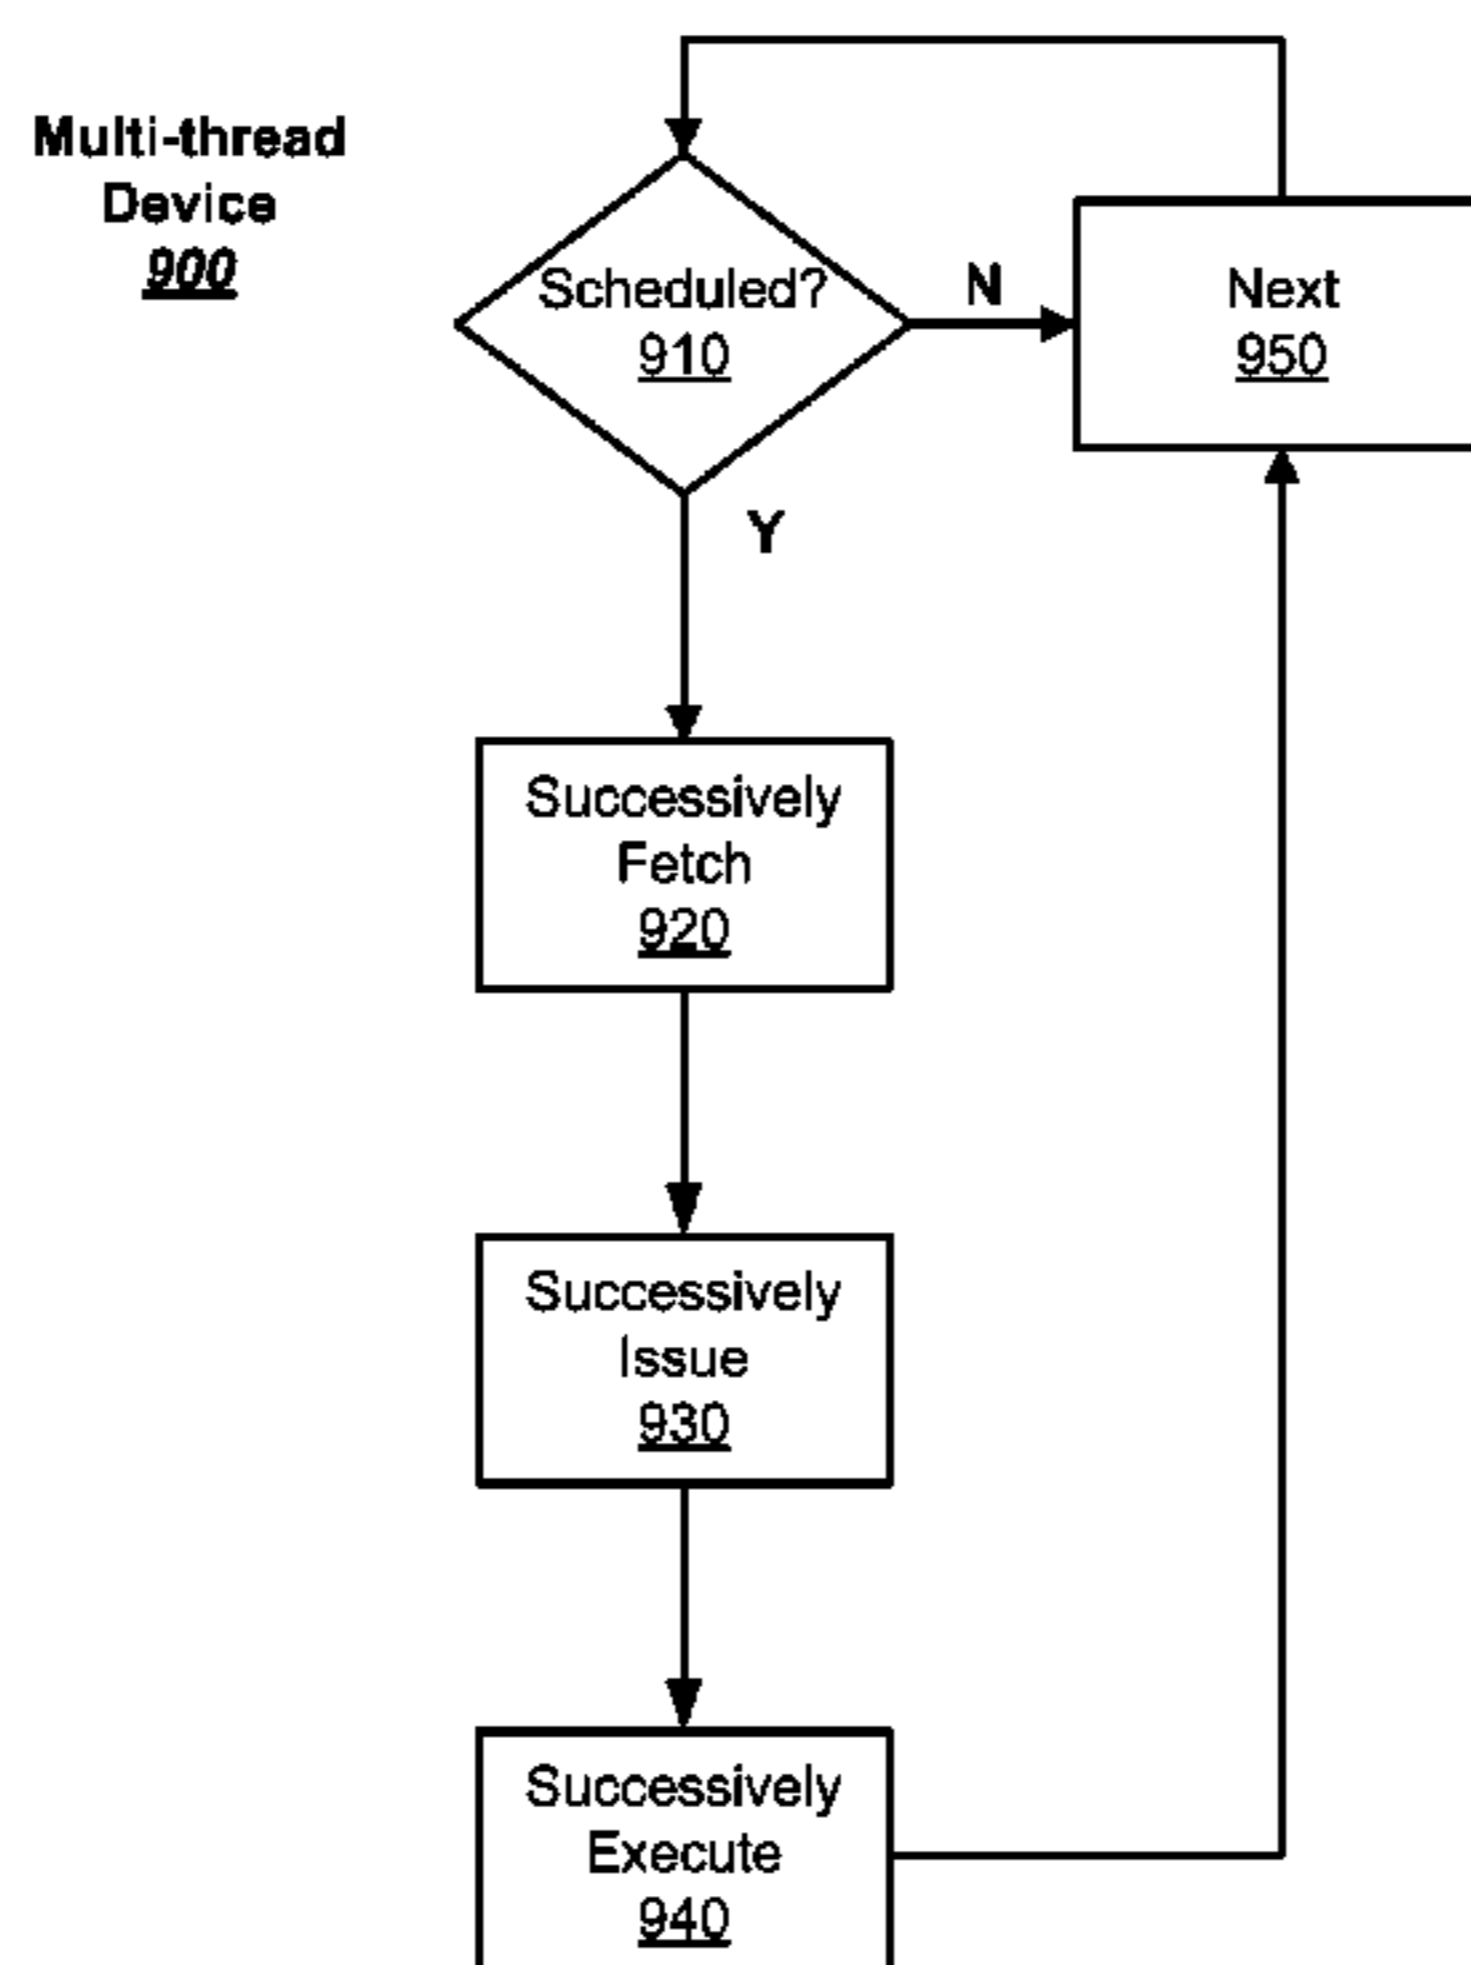 Multi-thread
Device
900
Scheduled?
910
N
Next
950
Y
Successively
Fetch
920
Successively
Issue
930
Successively
Execute
940